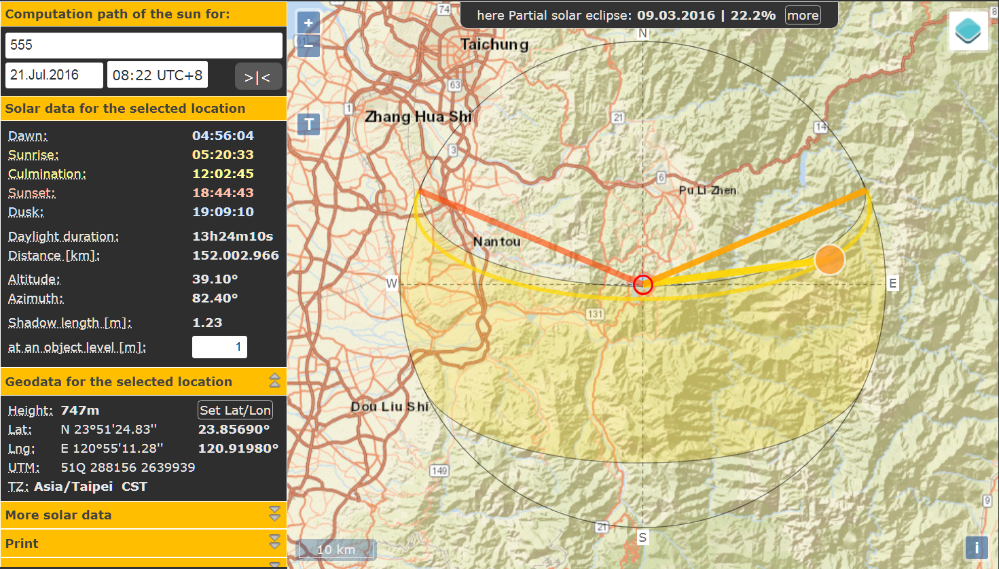 Computation path of the sun for:
555
21.Jul.2016 08:22 UTC+8 >|<
Solar data for the selected location
Dawn: 04:56:04
Sunrise: 05:20:33
Culmination: 12:02:45
Sunset: 18:44:43
Dusk: 19:09:10
Daylight duration: 13h24m10s
Distance [km]: 152.002.966
Altitude: 39.10°
Azimuth: 82.40°
Shadow length [m]: 1.23
at an object level [m]: 1
Geodata for the selected location
Height: 747m Set Lat/Lon
Lat: N 23°51'24.83'' 23.85690°
Lng: E 120°55'11.28'' 120.91980°
UTM: 51Q 288156 2639939
TZ: Asia/Taipei CST
More solar data
Print
here Partial solar eclipse: 09.03.2016 | 22.2% more
+
−
T
74
8
61
N
Taichung
63
Zhang Hua Shi
1
21
14
3
6
Pu Li Zhen
Nantou
W
E
131
Dou Liu Shi
149
9
21
S
10 km
i